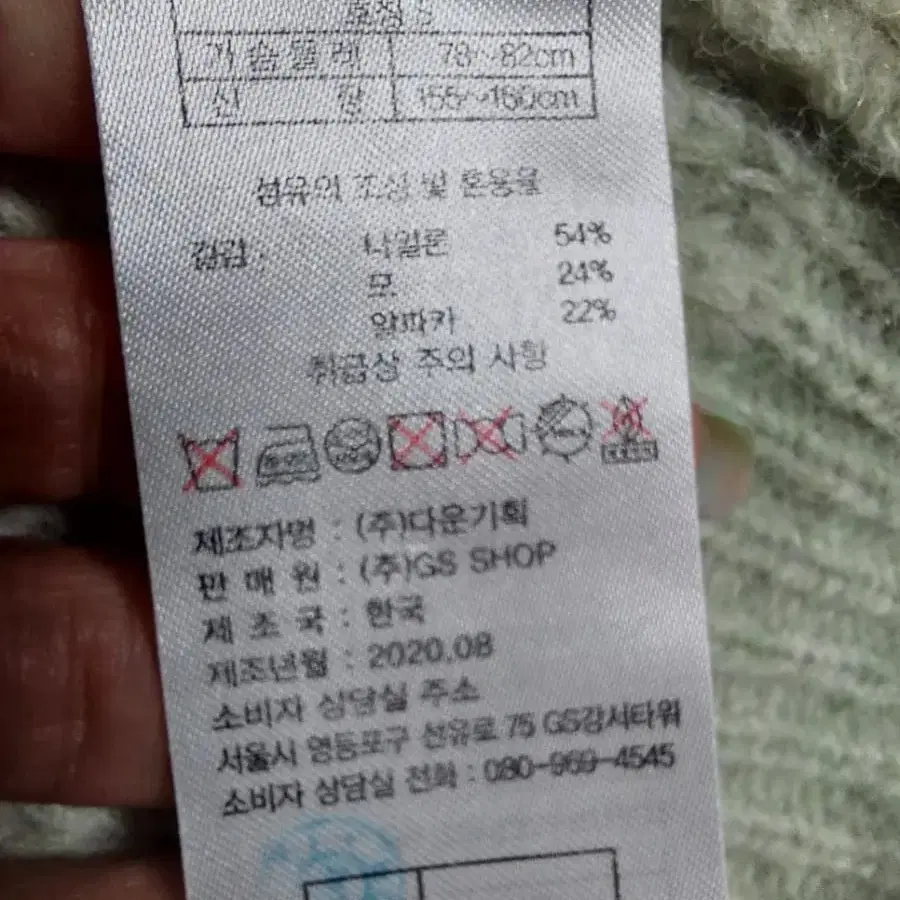 호칭
가슴둘레 78~82cm
신 장 155~160cm
섬유의 조성 및 혼용율
겉감 : 나일론 54%
모 24%
알파카 22%
취급상 주의 사항
제조자명 : (주)다운기획
판 매 원 : (주)GS SHOP
제 조 국 : 한국
제조년월 : 2020.08
소비자 상담실 주소
서울시 영등포구 선유로 75 GS강서타워
소비자 상담실 전화 : 080-969-4545